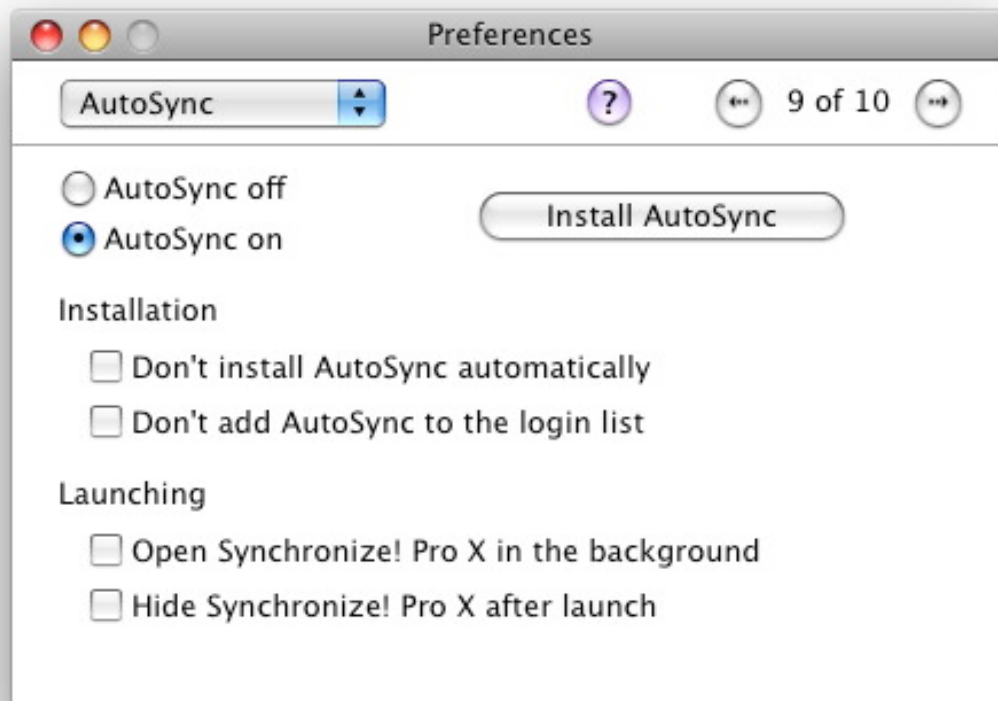 Preferences
AutoSync
?
9 of 10
AutoSync off
Install AutoSync
AutoSync on
Installation
Don't install AutoSync automatically
Don't add AutoSync to the login list
Launching
Open Synchronize! Pro X in the background
Hide Synchronize! Pro X after launch